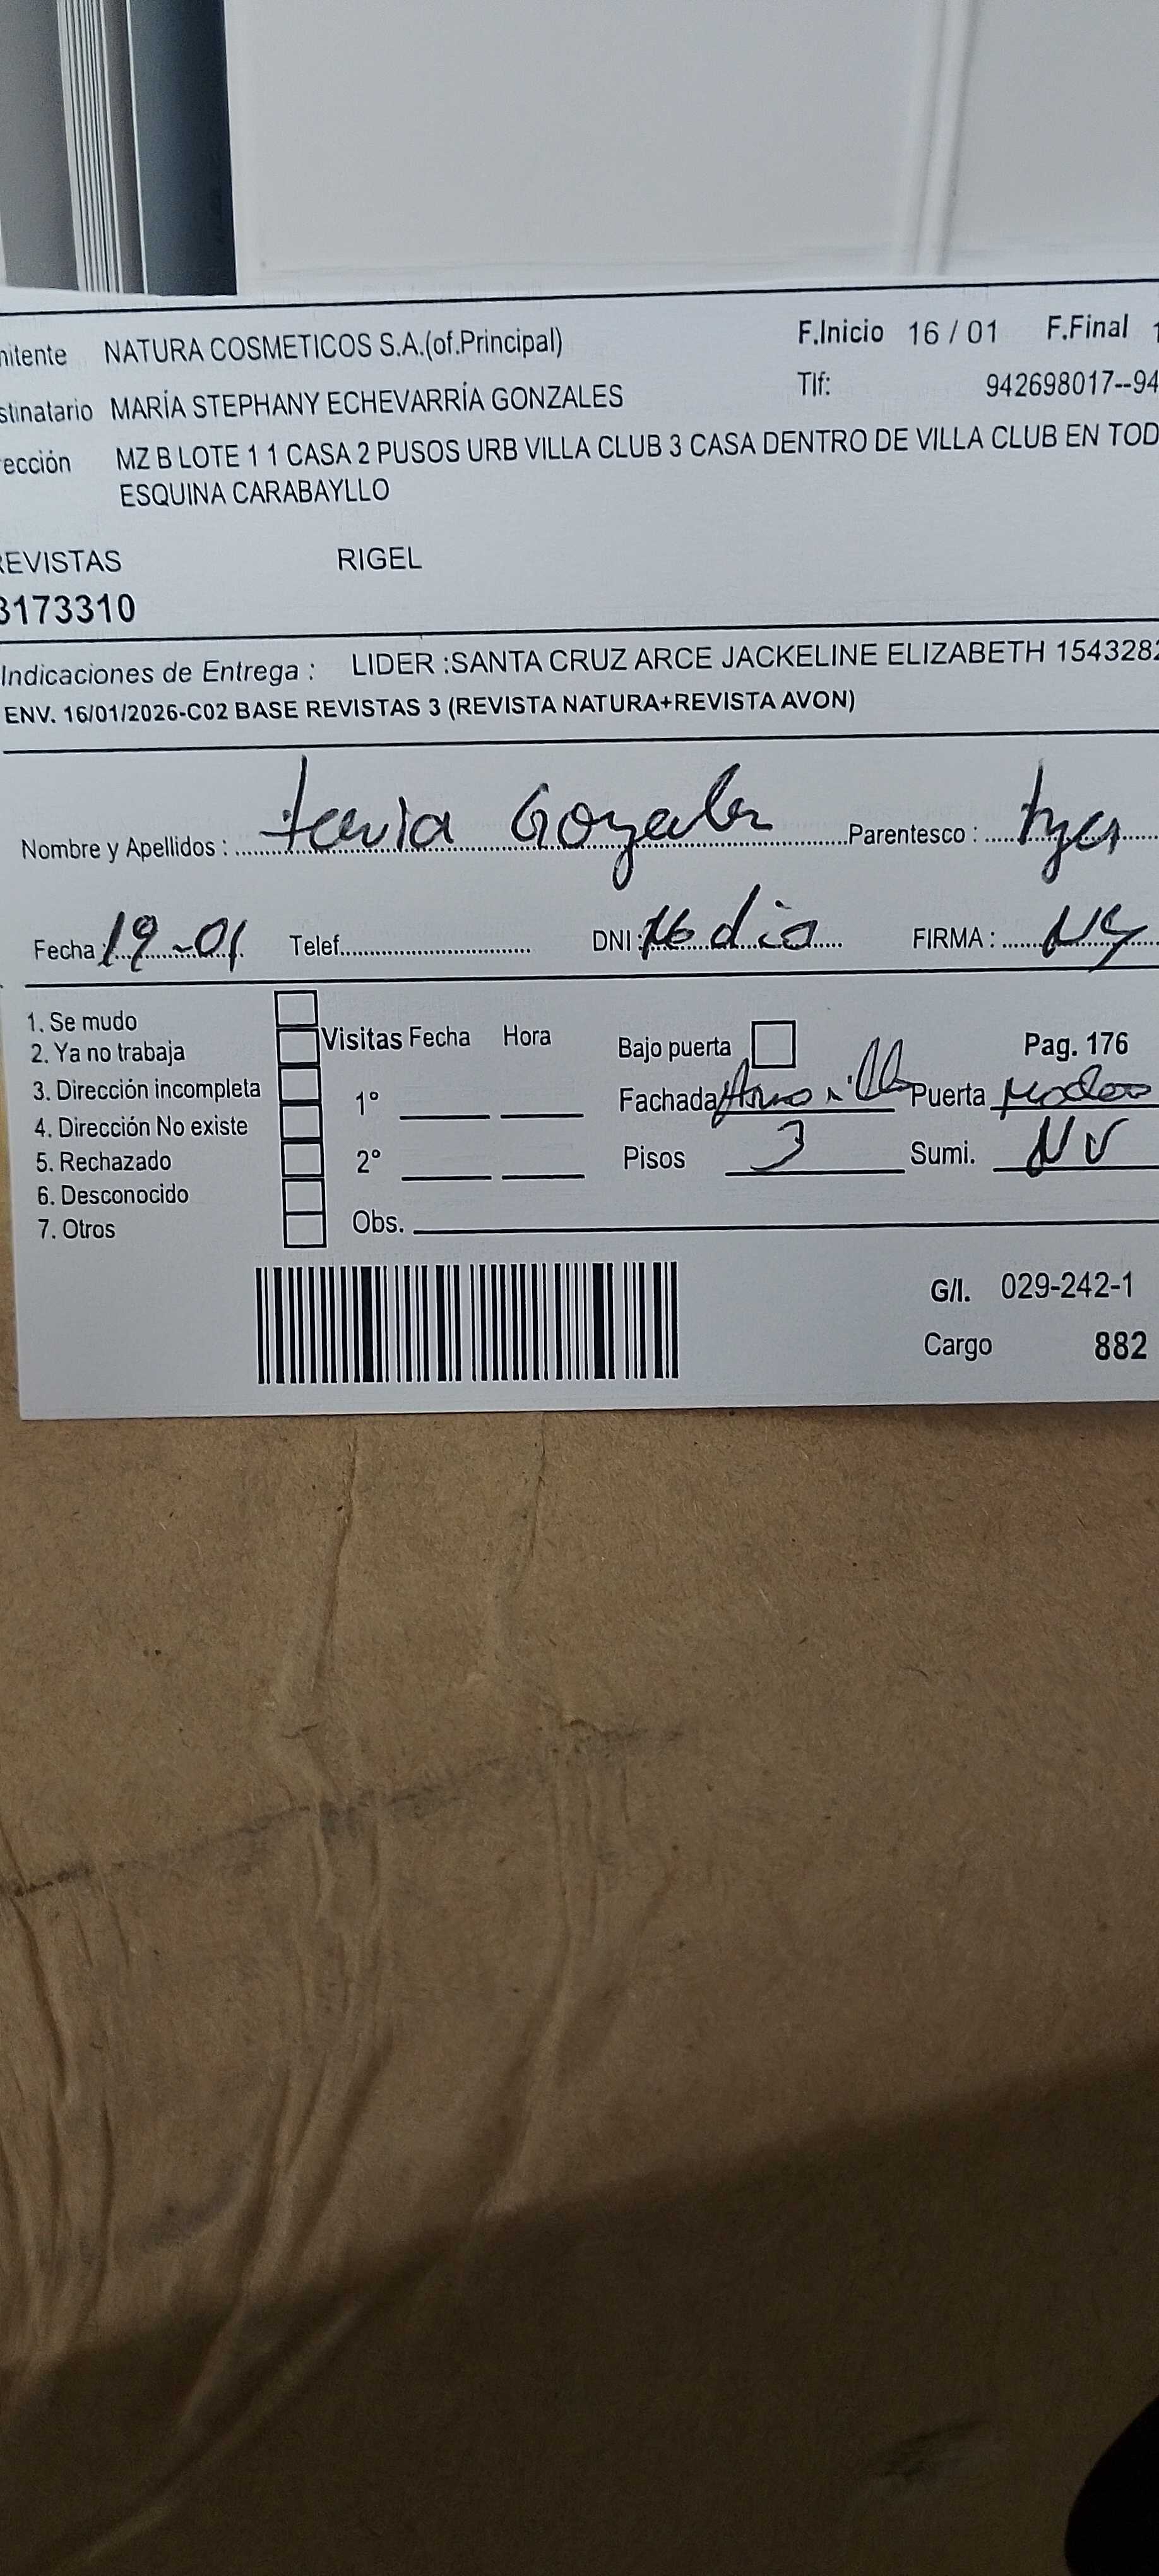 nitente NATURA COSMETICOS S.A.(of.Principal) F.Inicio 16 / 01 F.Final 1
stinatario MARÍA STEPHANY ECHEVARRÍA GONZALES Tlf: 942698017--94
ección MZ B LOTE 1 1 CASA 2 PUSOS URB VILLA CLUB 3 CASA DENTRO DE VILLA CLUB EN TOD
ESQUINA CARABAYLLO
REVISTAS RIGEL
3173310
Indicaciones de Entrega : LIDER :SANTA CRUZ ARCE JACKELINE ELIZABETH 1543282
ENV. 16/01/2026-C02 BASE REVISTAS 3 (REVISTA NATURA+REVISTA AVON)
Nombre y Apellidos : Parentesco :
Fecha : 19-01 Telef. DNI : No dio FIRMA :
1. Se mudo
2. Ya no trabaja Visitas Fecha Hora Bajo puerta Pag. 176
3. Dirección incompleta 1° Fachada Puerta
4. Dirección No existe
5. Rechazado 2° Pisos 3 Sumi. NV
6. Desconocido
7. Otros Obs.
G/I. 029-242-1
Cargo 882